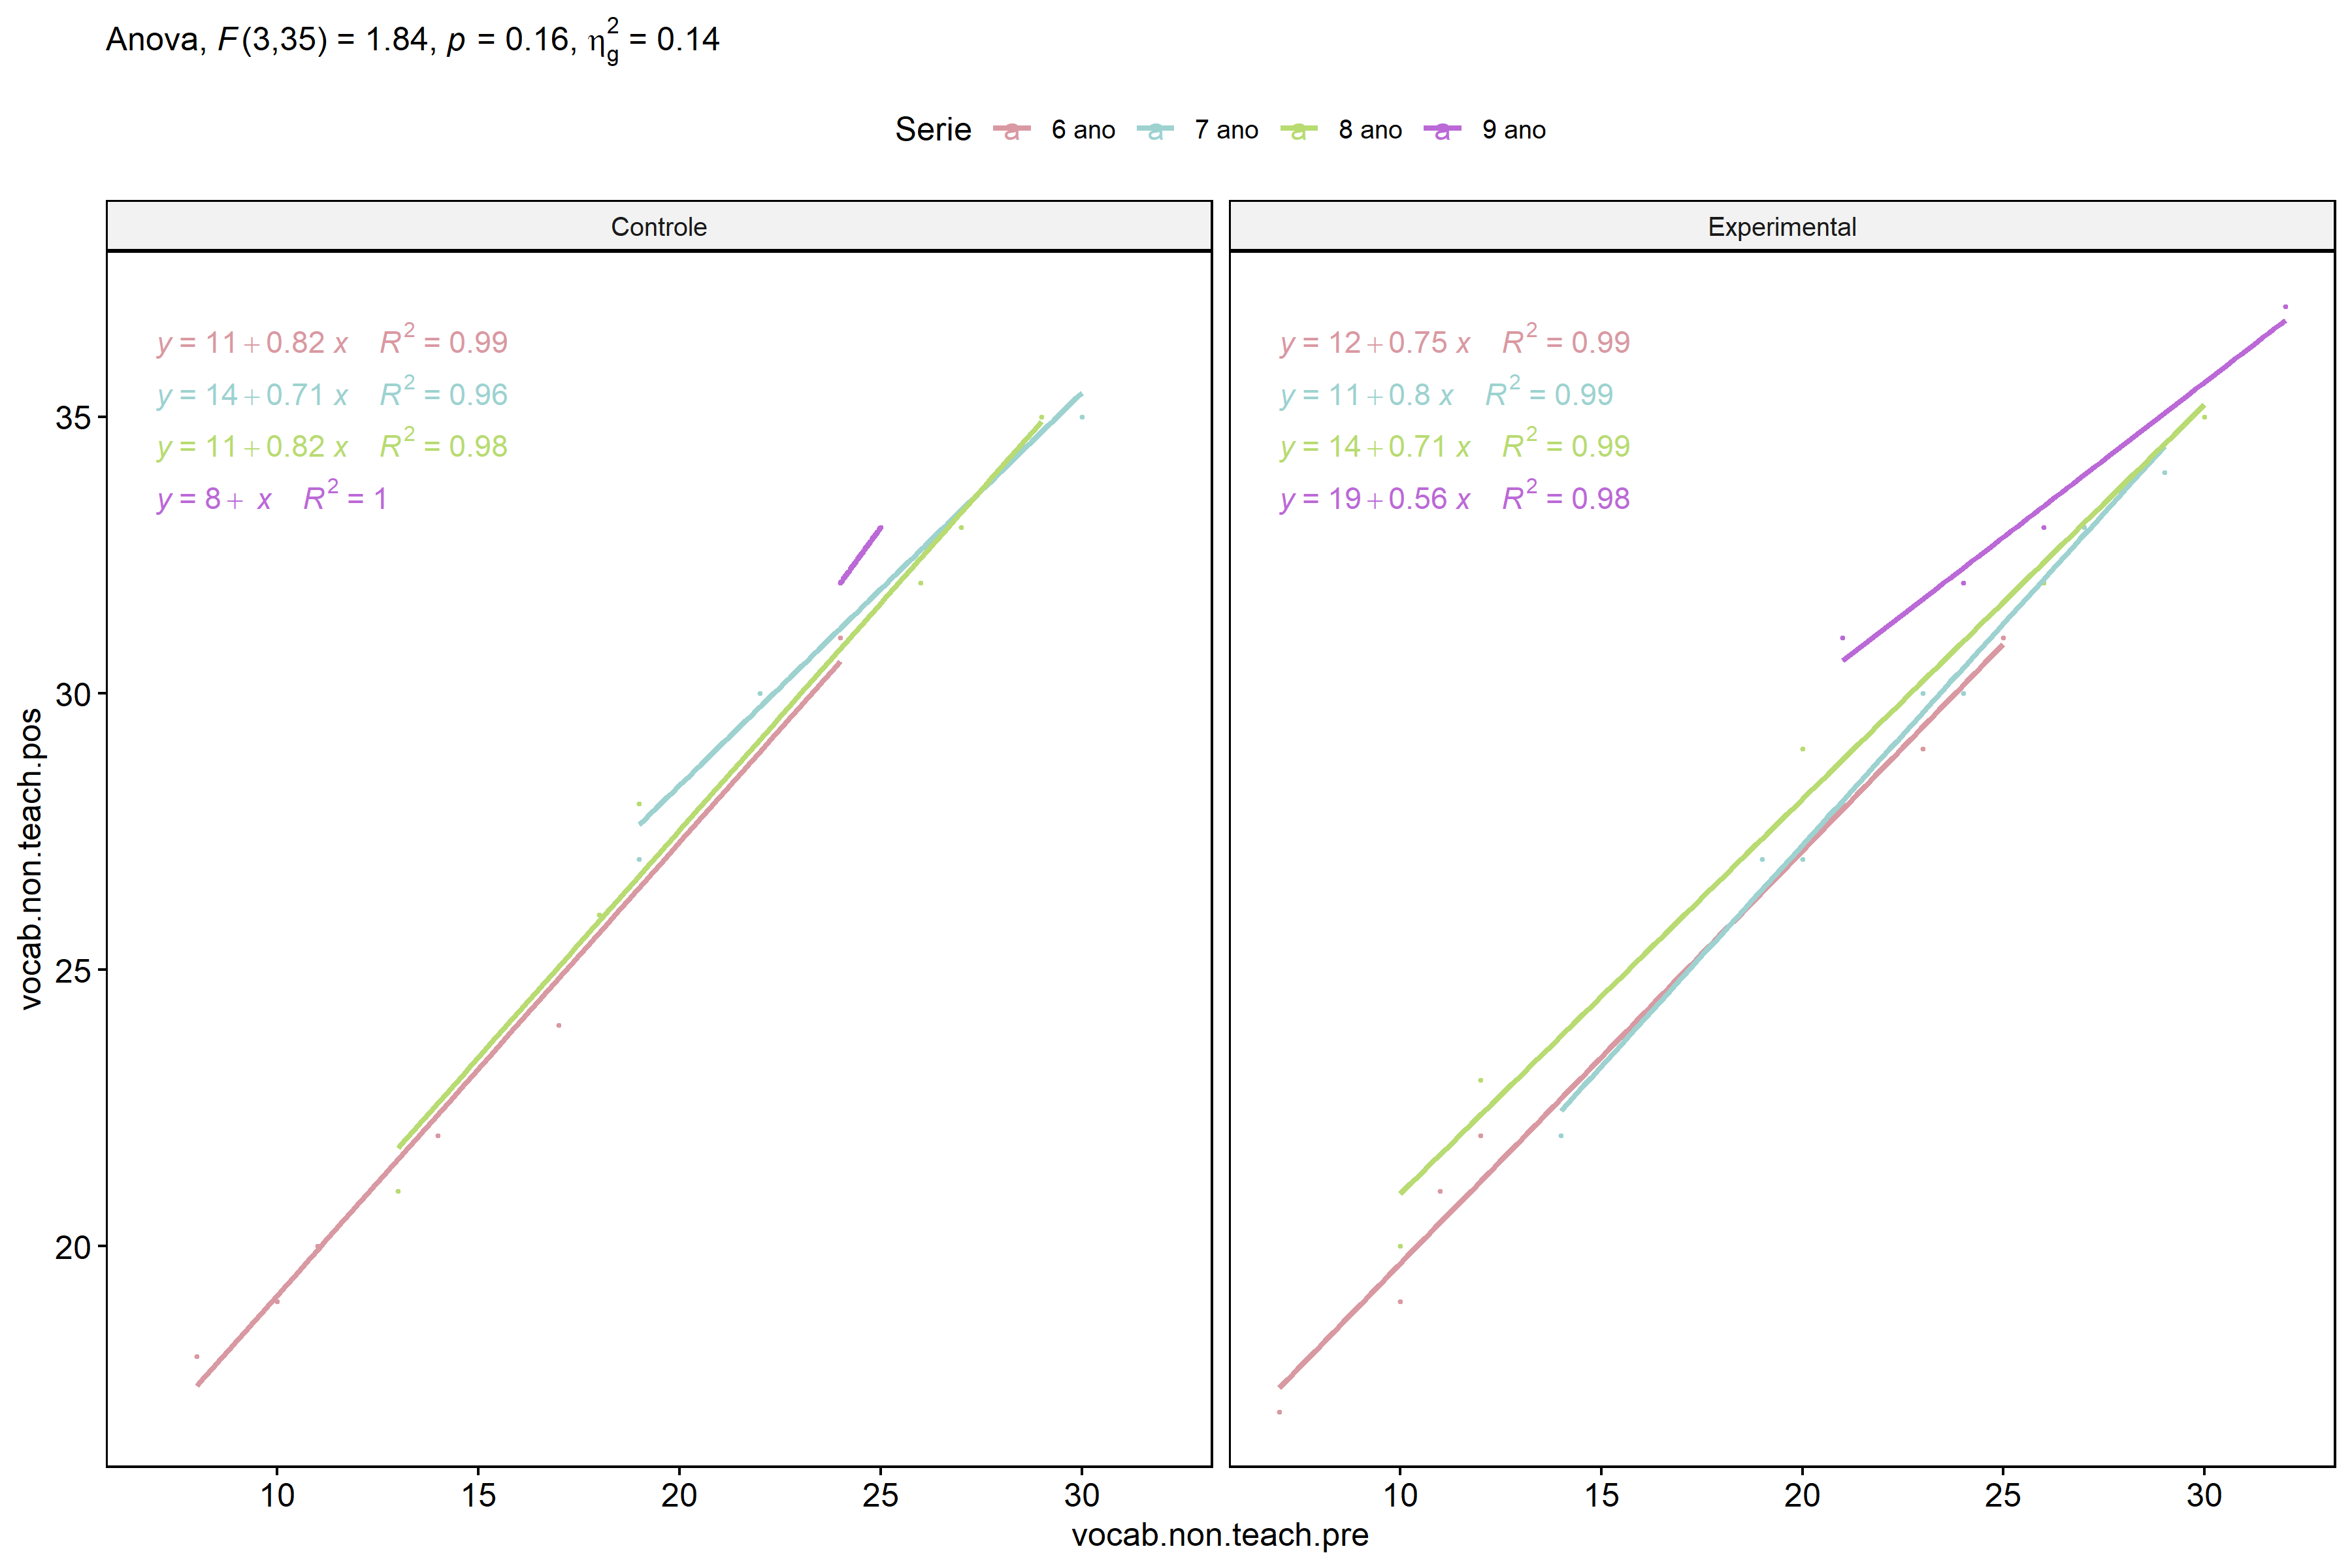 Anova, F(3,35) = 1.84, p = 0.16, η²g = 0.14
Serie a 6 ano a 7 ano a 8 ano a 9 ano
Controle
Experimental
y = 11 + 0.82 x R² = 0.99
y = 14 + 0.71 x R² = 0.96
y = 11 + 0.82 x R² = 0.98
y = 8 + x R² = 1
y = 12 + 0.75 x R² = 0.99
y = 11 + 0.8 x R² = 0.99
y = 14 + 0.71 x R² = 0.99
y = 19 + 0.56 x R² = 0.98
vocab.non.teach.pos
35
30
25
20
10 15 20 25 30
10 15 20 25 30
vocab.non.teach.pre